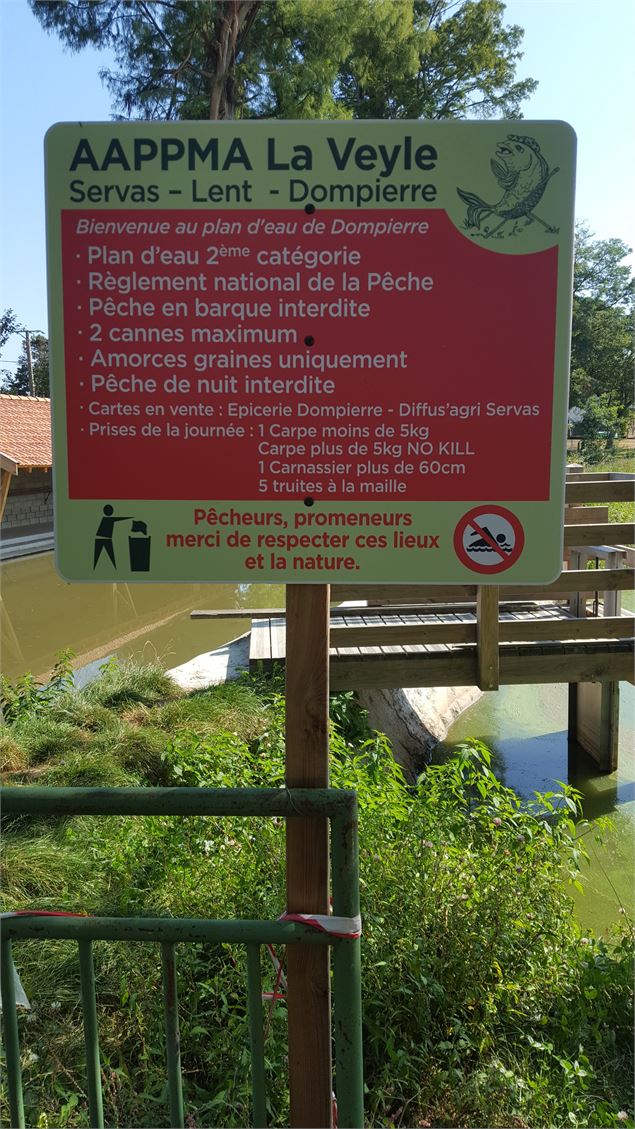 AAPPMA La Veyle
Servas – Lent - Dompierre
Bienvenue au plan d'eau de Dompierre
· Plan d'eau 2ème catégorie
· Règlement national de la Pêche
· Pêche en barque interdite
· 2 cannes maximum
· Amorces graines uniquement
· Pêche de nuit interdite
· Cartes en vente : Epicerie Dompierre - Diffus'agri Servas
· Prises de la journée : 1 Carpe moins de 5kg
Carpe plus de 5kg NO KILL
1 Carnassier plus de 60cm
5 truites à la maille
Pêcheurs, promeneurs
merci de respecter ces lieux
et la nature.